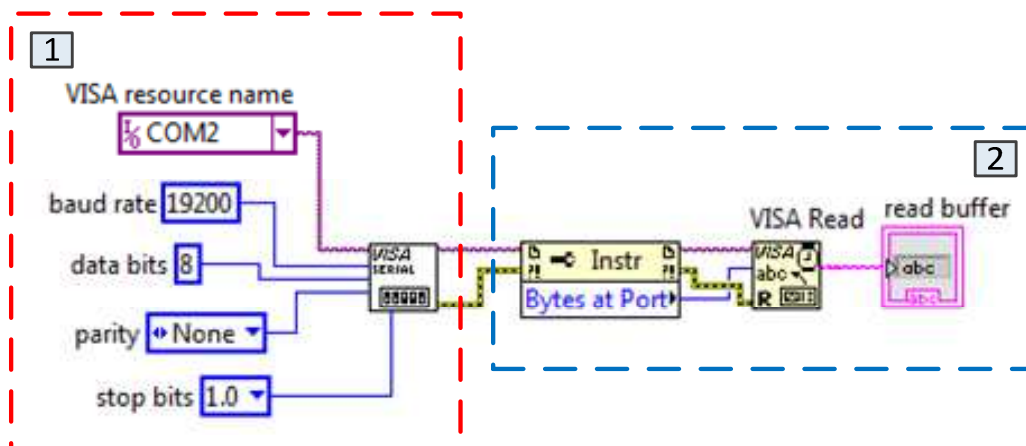 1
VISA resource name
I/O COM2
baud rate 19200
data bits 8
parity None
stop bits 1.0
VISA
SERIAL
2
Instr
Bytes at Port
VISA Read
VISA
abc
R
read buffer
abc
abc